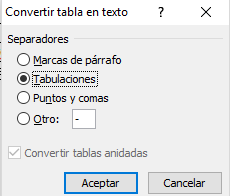 Convertir tabla en texto ? ×
Separadores
Marcas de párrafo
Tabulaciones
Puntos y comas
Otro: -
Convertir tablas anidadas
Aceptar Cancelar